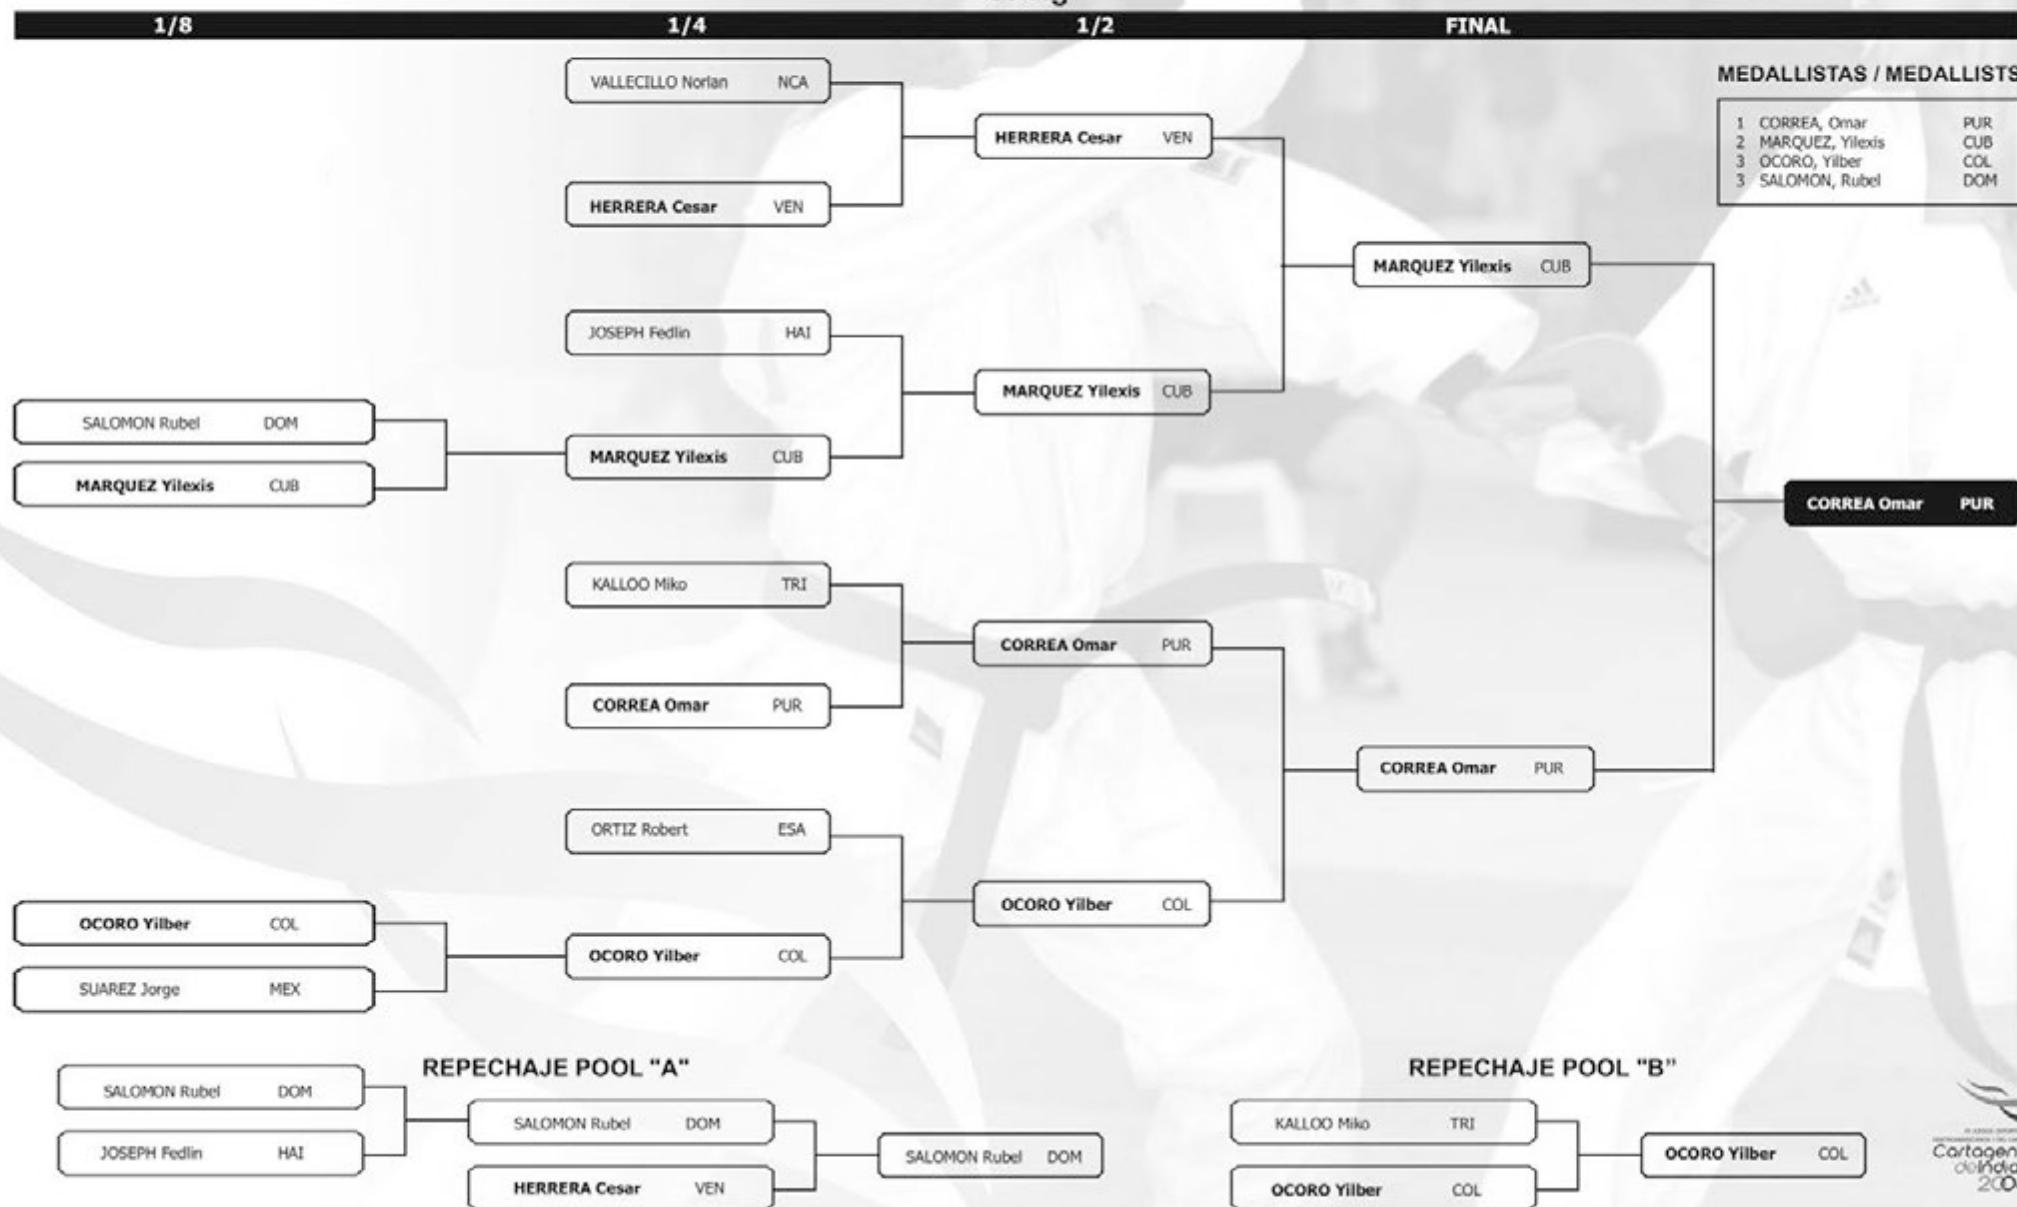 1/8 1/4 1/2 FINAL
VALLECILLO Norlan NCA
MEDALLISTAS / MEDALLISTS
1 CORREA, Omar PUR
2 MARQUEZ, Yilexis CUB
3 OCORO, Yilber COL
3 SALOMON, Rubel DOM
HERRERA Cesar VEN
HERRERA Cesar VEN
MARQUEZ Yilexis CUB
JOSEPH Fedlin HAI
MARQUEZ Yilexis CUB
SALOMON Rubel DOM
MARQUEZ Yilexis CUB
MARQUEZ Yilexis CUB
CORREA Omar PUR
KALLOO Miko TRI
CORREA Omar PUR
CORREA Omar PUR
CORREA Omar PUR
ORTIZ Robert ESA
OCORO Yilber COL
OCORO Yilber COL
OCORO Yilber COL
SUAREZ Jorge MEX
REPECHAJE POOL "A"
SALOMON Rubel DOM
JOSEPH Fedlin HAI
SALOMON Rubel DOM
HERRERA Cesar VEN
SALOMON Rubel DOM
REPECHAJE POOL "B"
KALLOO Miko TRI
OCORO Yilber COL
OCORO Yilber COL